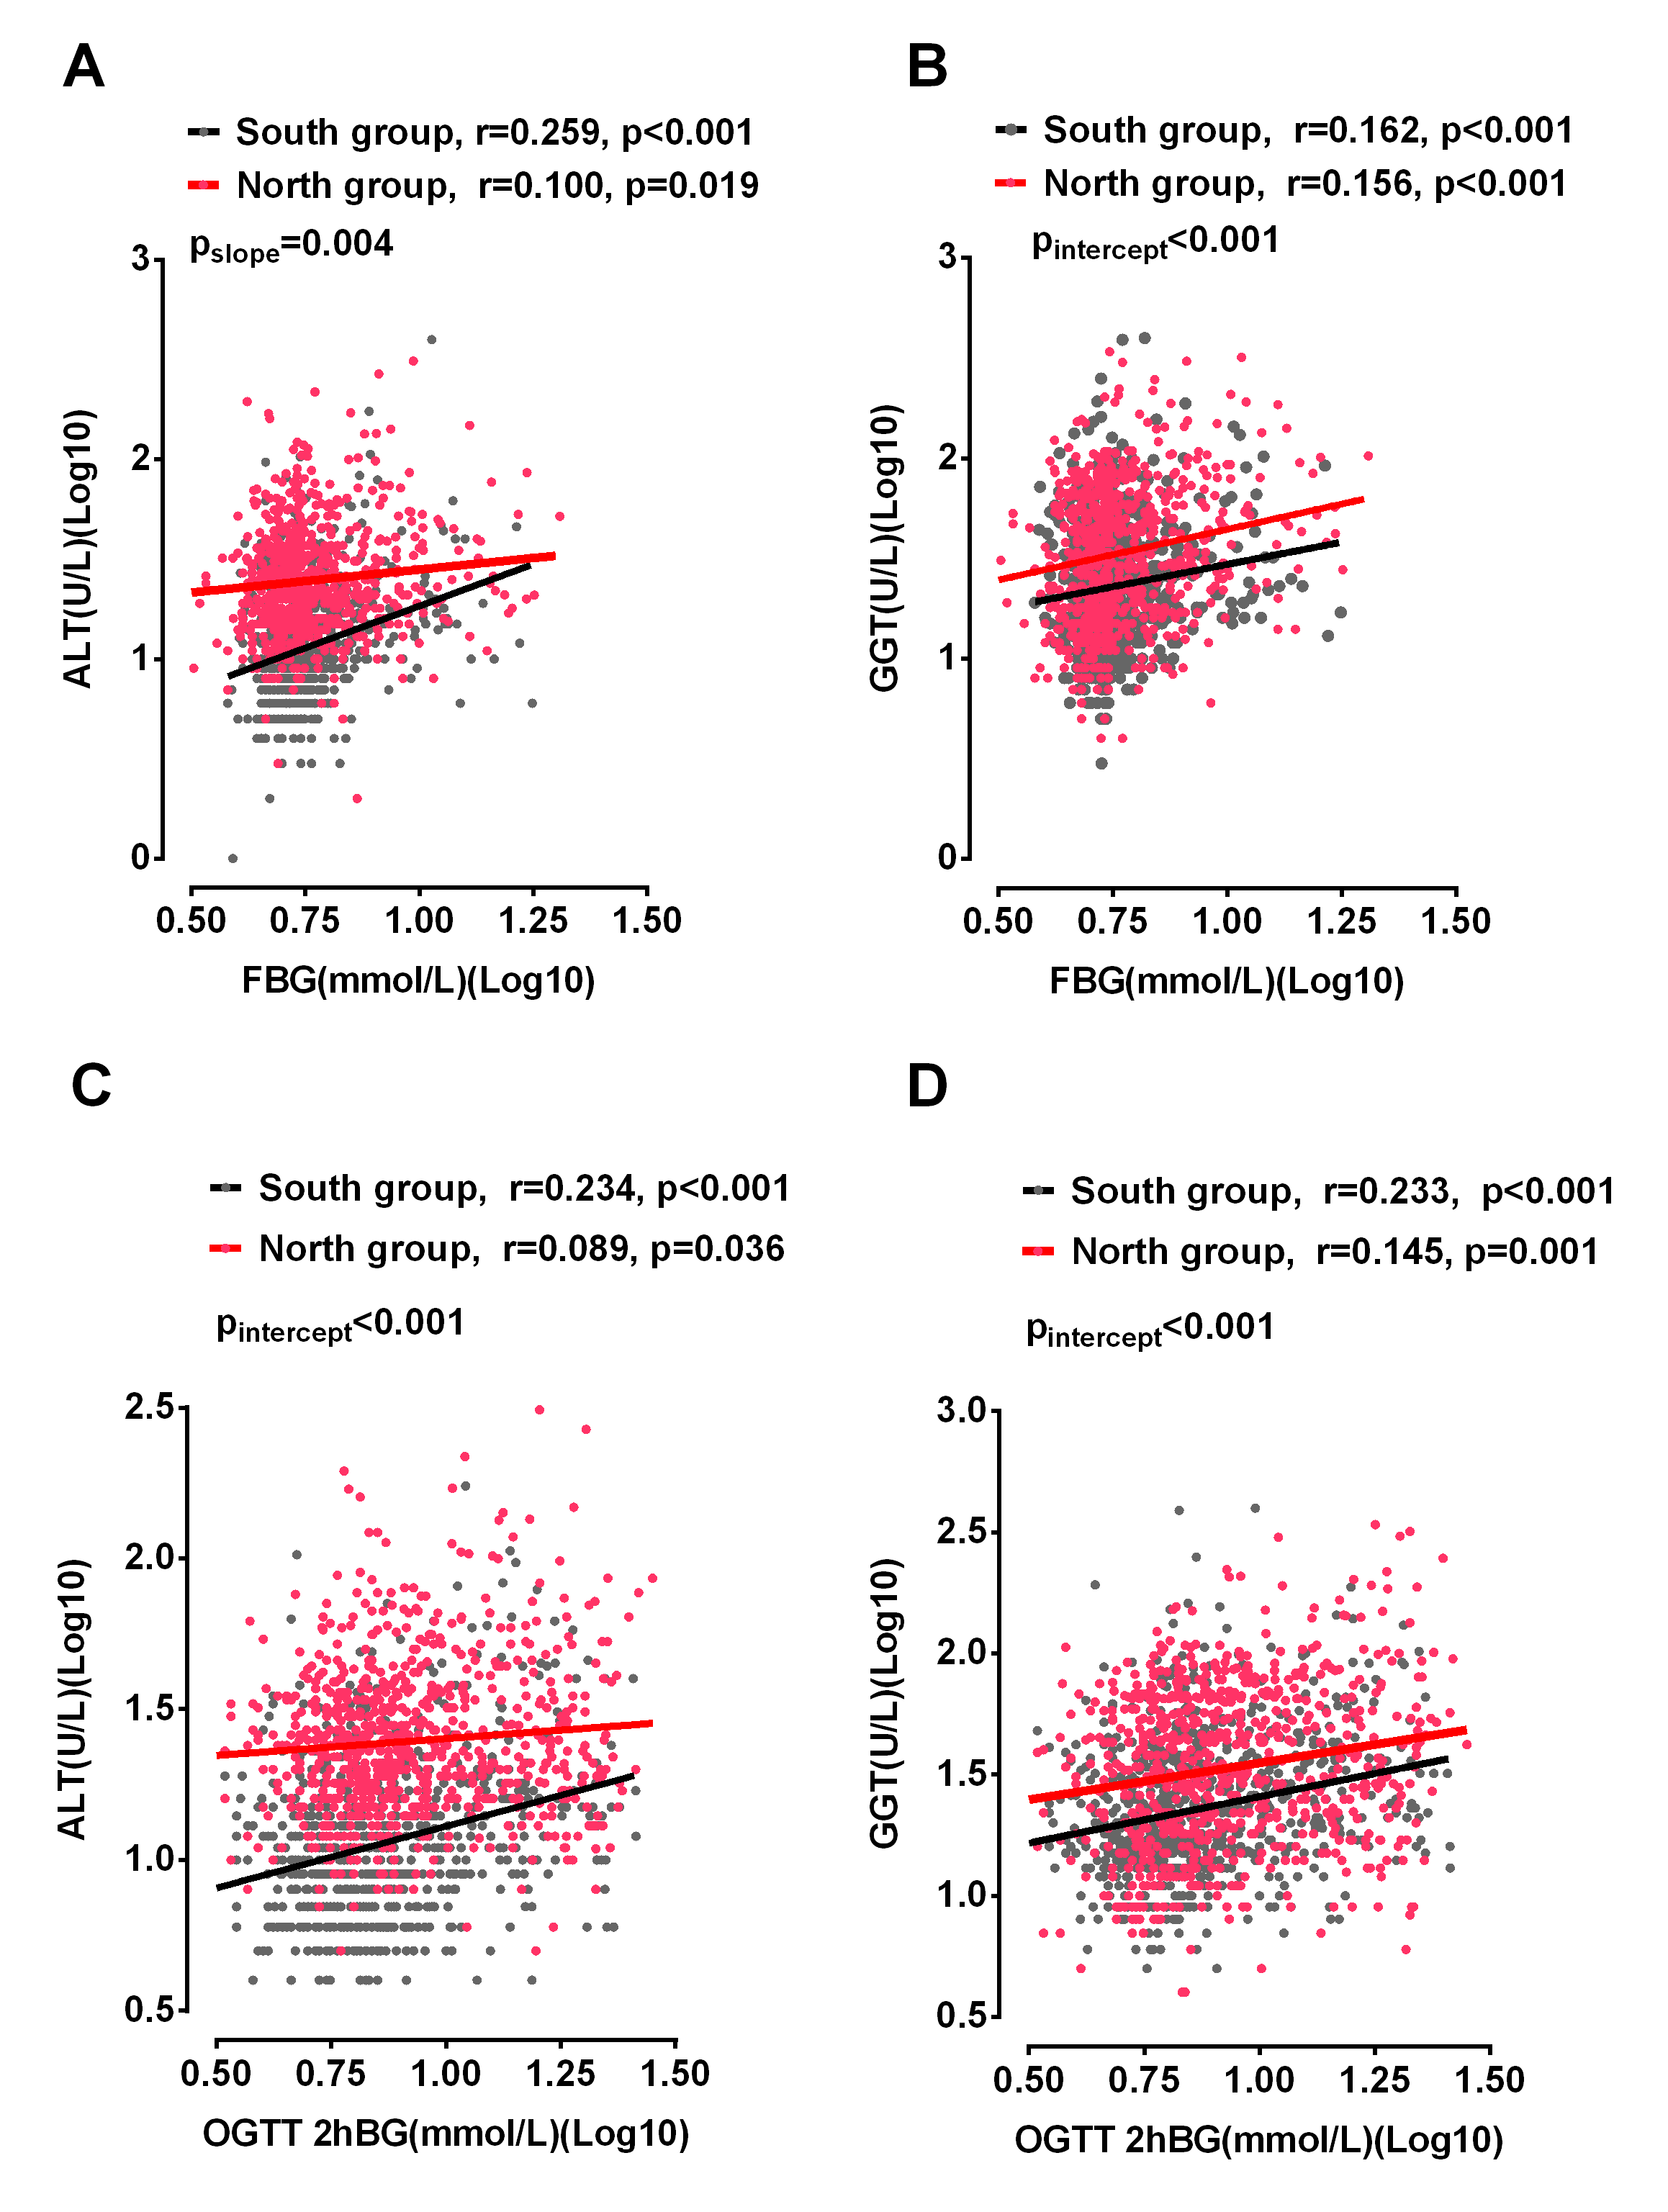 A
South group, r=0.259, p<0.001
North group, r=0.100, p=0.019
pslope=0.004
3
2
1
0
ALT(U/L)(Log10)
0.50 0.75 1.00 1.25 1.50
FBG(mmol/L)(Log10)
B
South group, r=0.162, p<0.001
North group, r=0.156, p<0.001
pintercept<0.001
3
2
1
0
GGT(U/L)(Log10)
0.50 0.75 1.00 1.25 1.50
FBG(mmol/L)(Log10)
C
South group, r=0.234, p<0.001
North group, r=0.089, p=0.036
pintercept<0.001
2.5
2.0
1.5
1.0
0.5
ALT(U/L)(Log10)
0.50 0.75 1.00 1.25 1.50
OGTT 2hBG(mmol/L)(Log10)
D
South group, r=0.233, p<0.001
North group, r=0.145, p=0.001
pintercept<0.001
3.0
2.5
2.0
1.5
1.0
0.5
GGT(U/L)(Log10)
0.50 0.75 1.00 1.25 1.50
OGTT 2hBG(mmol/L)(Log10)